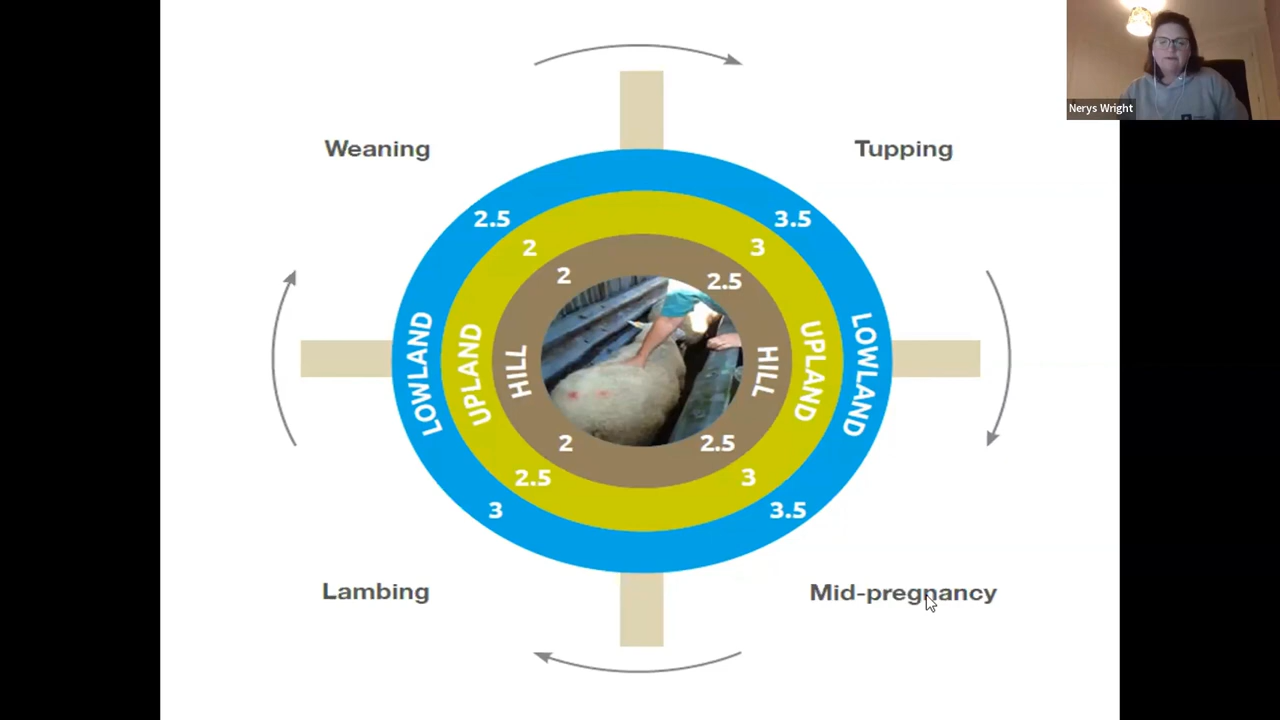 Nerys Wright
Weaning
Tupping
2.5
3.5
2
3
2
2.5
LOWLAND
UPLAND
HILL
HILL
UPLAND
LOWLAND
2
2.5
2.5
3
3
3.5
Lambing
Mid-pregnancy